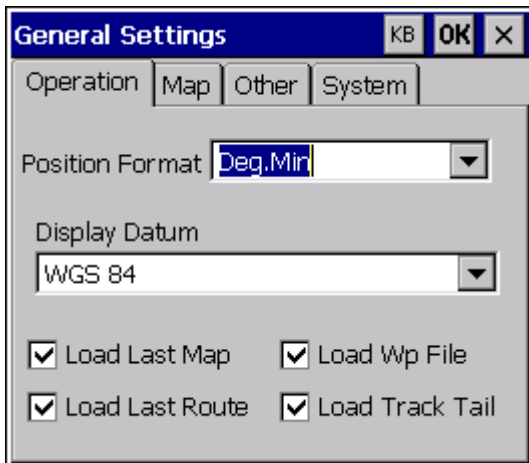 General Settings KB OK ×
Operation Map Other System
Position Format Deg.Min
Display Datum
WGS 84
Load Last Map Load Wp File
Load Last Route Load Track Tail